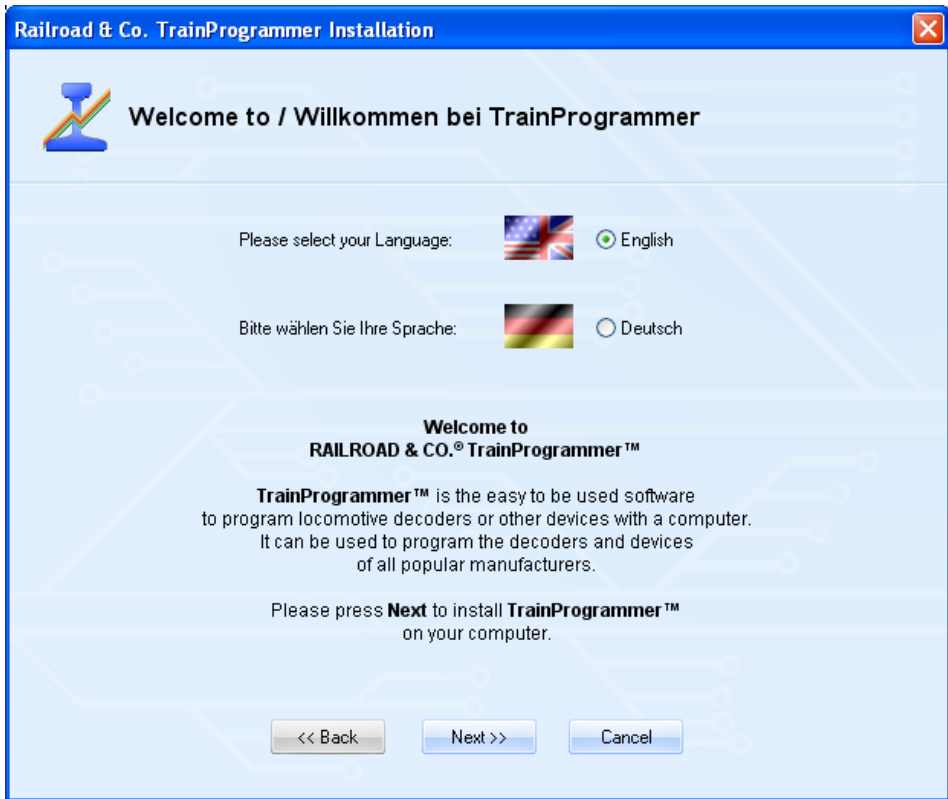 Railroad & Co. TrainProgrammer Installation
Welcome to / Willkommen bei TrainProgrammer
Please select your Language:
English
Bitte wählen Sie Ihre Sprache:
Deutsch
Welcome to
RAILROAD & CO.® TrainProgrammer™
TrainProgrammer™ is the easy to be used software
to program locomotive decoders or other devices with a computer.
It can be used to program the decoders and devices
of all popular manufacturers.
Please press Next to install TrainProgrammer™
on your computer.
<< Back
Next >>
Cancel